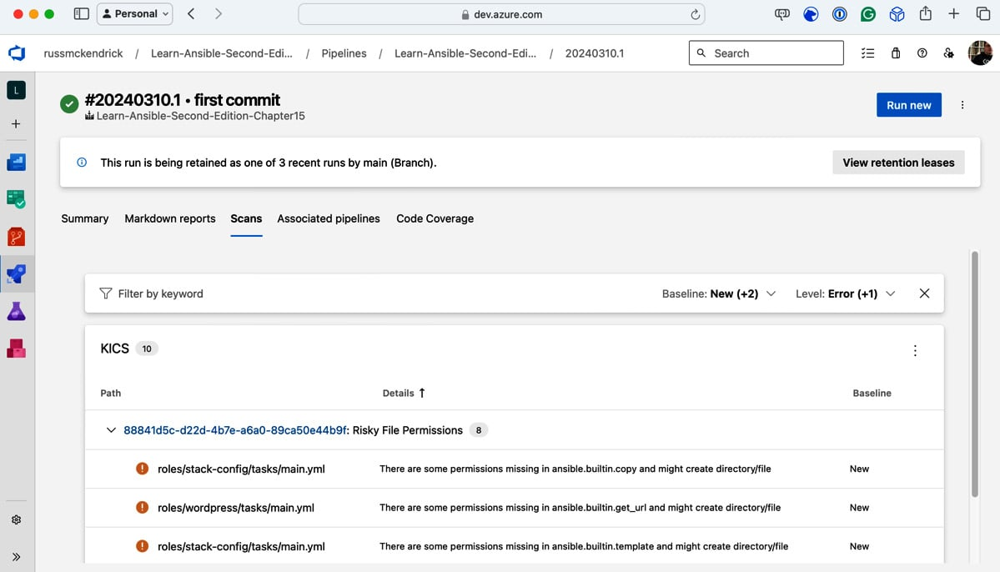 Personal
dev.azure.com
russmckendrick / Learn-Ansible-Second-Edi... / Pipelines / Learn-Ansible-Second-Edi... / 20240310.1
Search
L
#20240310.1 • first commit
Learn-Ansible-Second-Edition-Chapter15
Run new
This run is being retained as one of 3 recent runs by main (Branch).
View retention leases
Summary Markdown reports Scans Associated pipelines Code Coverage
Filter by keyword
Baseline: New (+2)
Level: Error (+1)
KICS 10
Path Details ↑ Baseline
88841d5c-d22d-4b7e-a6a0-89ca50e44b9f: Risky File Permissions 8
roles/stack-config/tasks/main.yml There are some permissions missing in ansible.builtin.copy and might create directory/file New
roles/wordpress/tasks/main.yml There are some permissions missing in ansible.builtin.get_url and might create directory/file New
roles/stack-config/tasks/main.yml There are some permissions missing in ansible.builtin.template and might create directory/file New